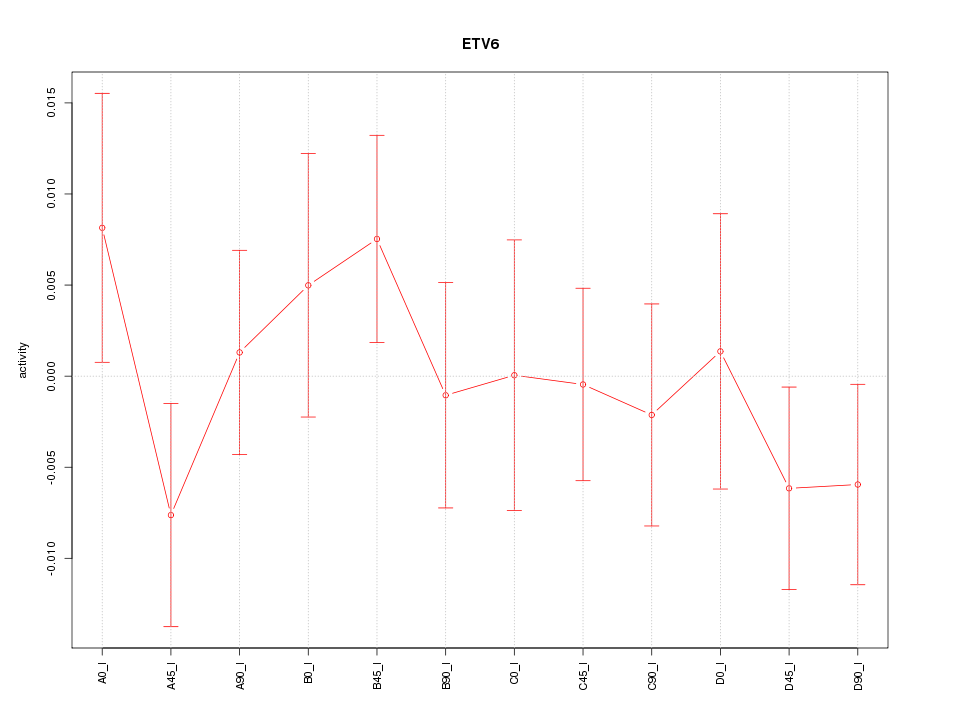 ETV6
activity
0.015
0.010
0.005
0.000
-0.005
-0.010
A0_I
A45_I
A90_I
B0_I
B45_I
B90_I
C0_I
C45_I
C90_I
D0_I
D45_I
D90_I